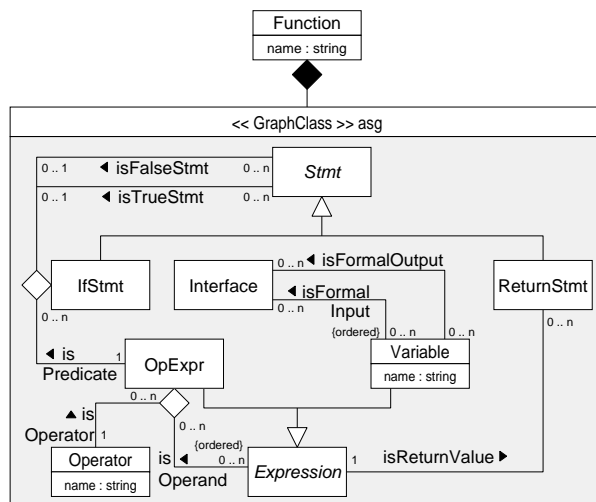 Function
name : string
<< GraphClass >> asg
0 .. 1 ◄ isFalseStmt 0 .. n
Stmt
0 .. 1 ◄ isTrueStmt 0 .. n
IfStmt
Interface
0 .. n ◄ isFormalOutput
0 .. n ◄ isFormal
Input
ReturnStmt
0 .. n
{ordered} 0 .. n 0 .. n
0 .. n
Variable
name : string
◄ is 1
Predicate
OpExpr
0 .. n
0 .. n
▲ is
Operator 1
Operator
name : string
{ordered}
is ◄ 0 .. n
Operand
Expression
1 isReturnValue ►